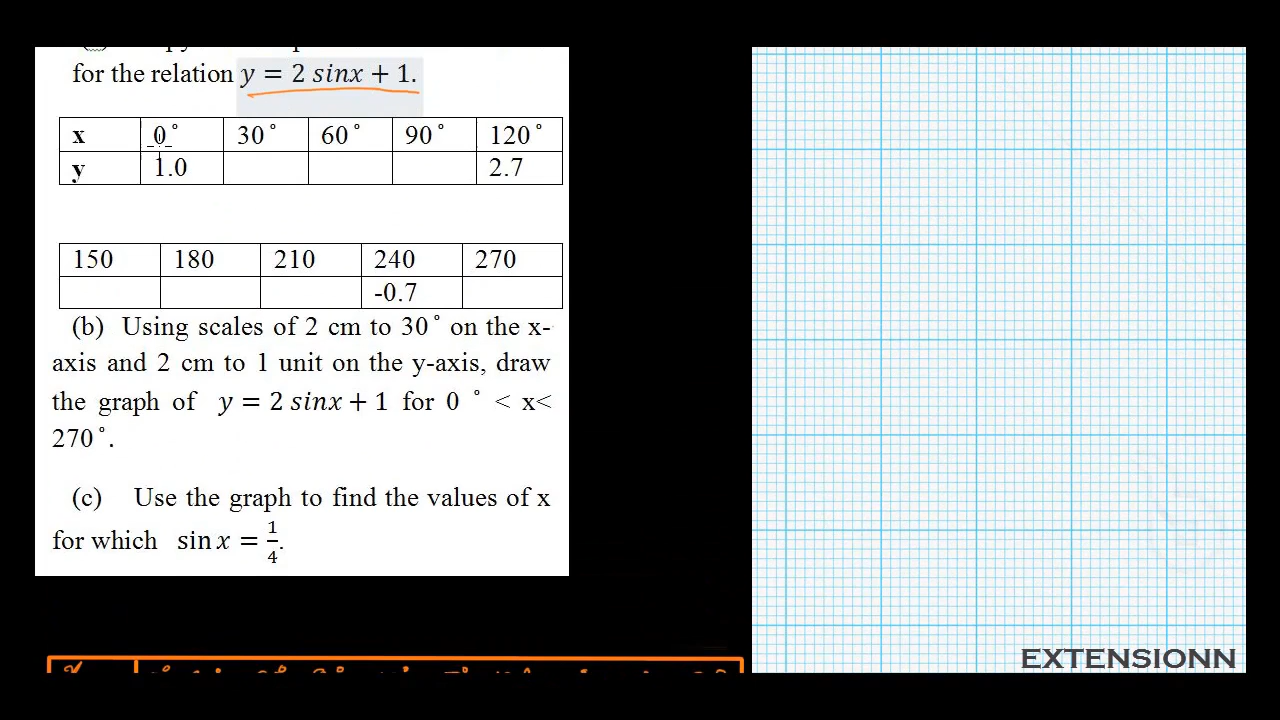 for the relation y = 2 sinx + 1.
x 0° 30° 60° 90° 120°
y 1.0 2.7
150 180 210 240 270
-0.7
(b) Using scales of 2 cm to 30° on the x-
axis and 2 cm to 1 unit on the y-axis, draw
the graph of y = 2 sinx + 1 for 0 ° < x<
270°.
(c) Use the graph to find the values of x
for which sin x = 1/4.
EXTENSIONN